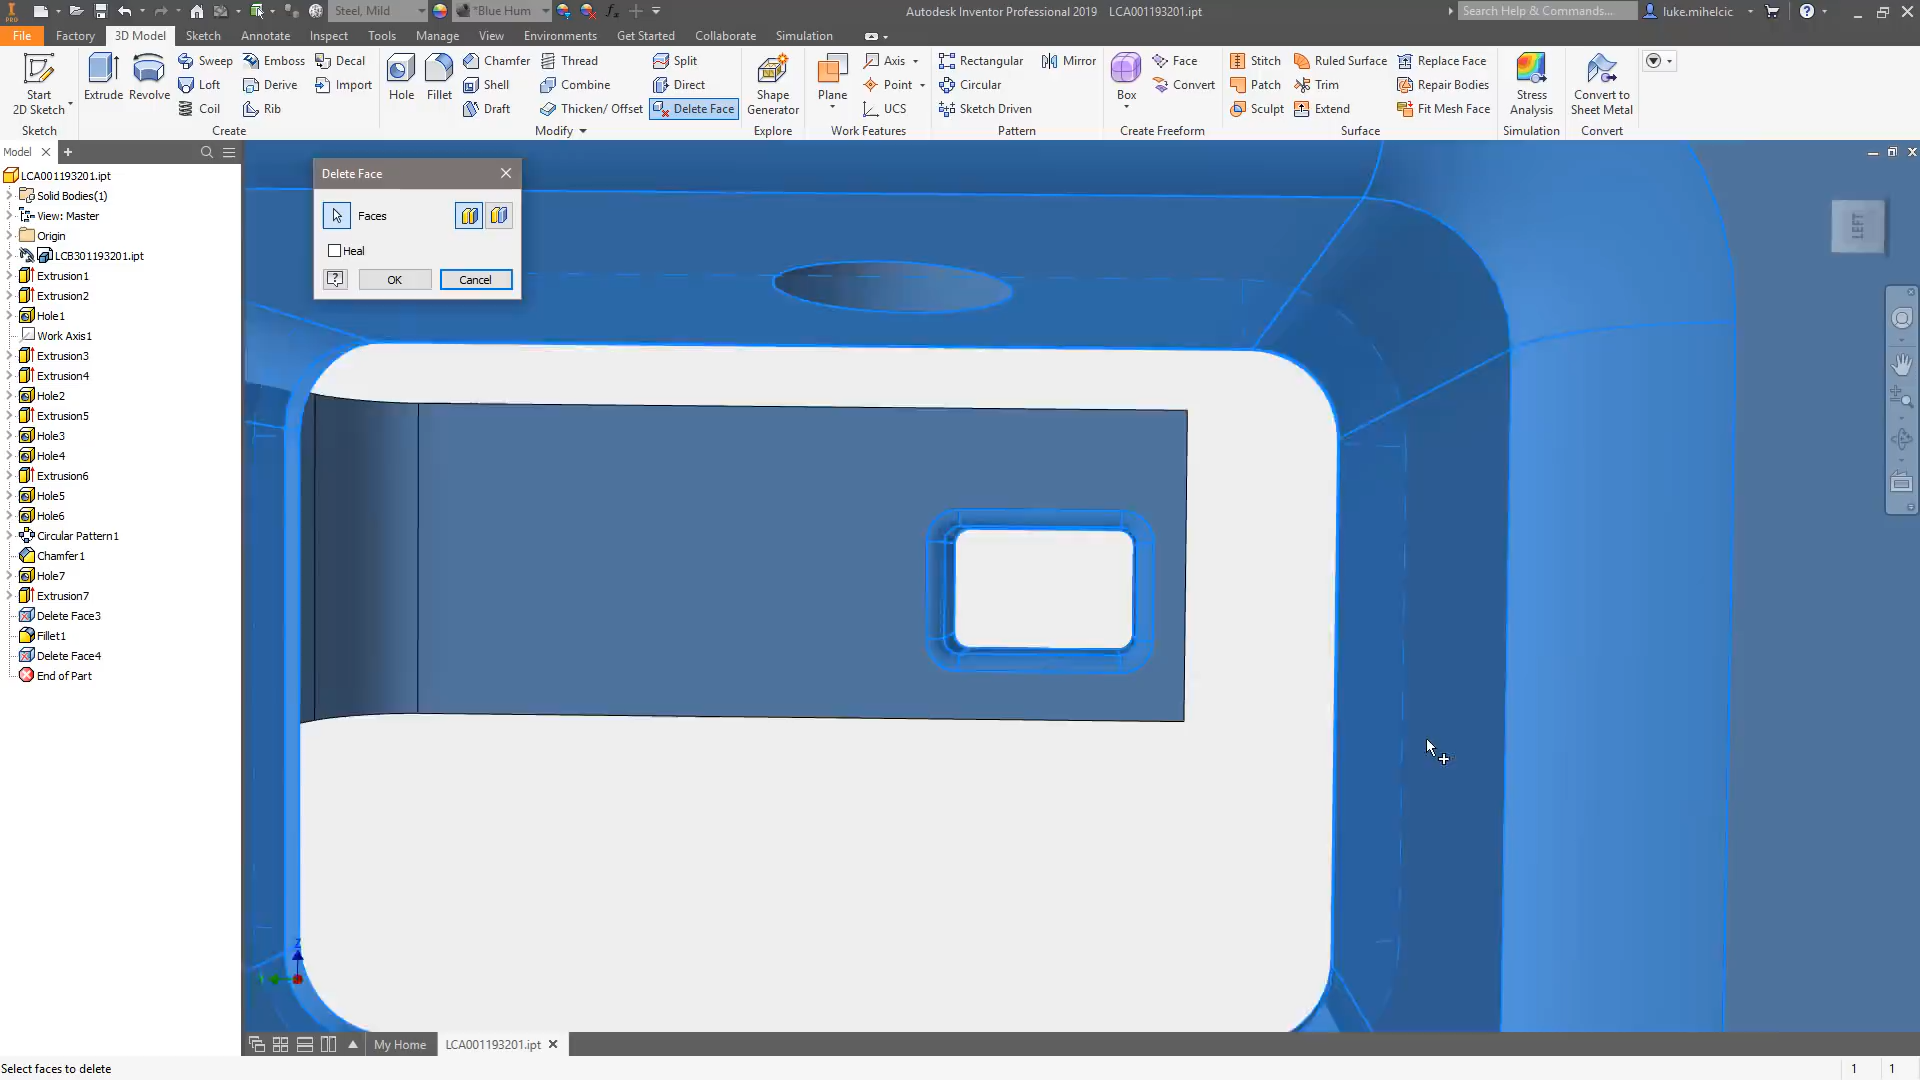 PRO
Steel, Mild
*Blue Hum
Autodesk Inventor Professional 2019 LCA001193201.ipt
Search Help & Commands...
luke.mihelcic
File Factory 3D Model Sketch Annotate Inspect Tools Manage View Environments Get Started Collaborate Simulation
Start
2D Sketch
Sketch
Extrude
Revolve
Sweep
Loft
Coil
Emboss
Derive
Rib
Decal
Import
Create
Hole
Fillet
Chamfer
Shell
Draft
Thread
Combine
Thicken/ Offset
Split
Direct
Delete Face
Modify
Shape
Generator
Explore
Plane
Axis
Point
UCS
Work Features
Rectangular
Circular
Sketch Driven
Mirror
Pattern
Box
Face
Convert
Create Freeform
Stitch
Patch
Sculpt
Ruled Surface
Trim
Extend
Replace Face
Repair Bodies
Fit Mesh Face
Surface
Stress
Analysis
Simulation
Convert to
Sheet Metal
Convert
Model
LCA001193201.ipt
Solid Bodies(1)
View: Master
Origin
LCB301193201.ipt
Extrusion1
Extrusion2
Hole1
Work Axis1
Extrusion3
Extrusion4
Hole2
Extrusion5
Hole3
Hole4
Extrusion6
Hole5
Hole6
Circular Pattern1
Chamfer1
Hole7
Extrusion7
Delete Face3
Fillet1
Delete Face4
End of Part
Delete Face
Faces
Heal
OK
Cancel
LEFT
Z
My Home
LCA001193201.ipt
Select faces to delete
1 1